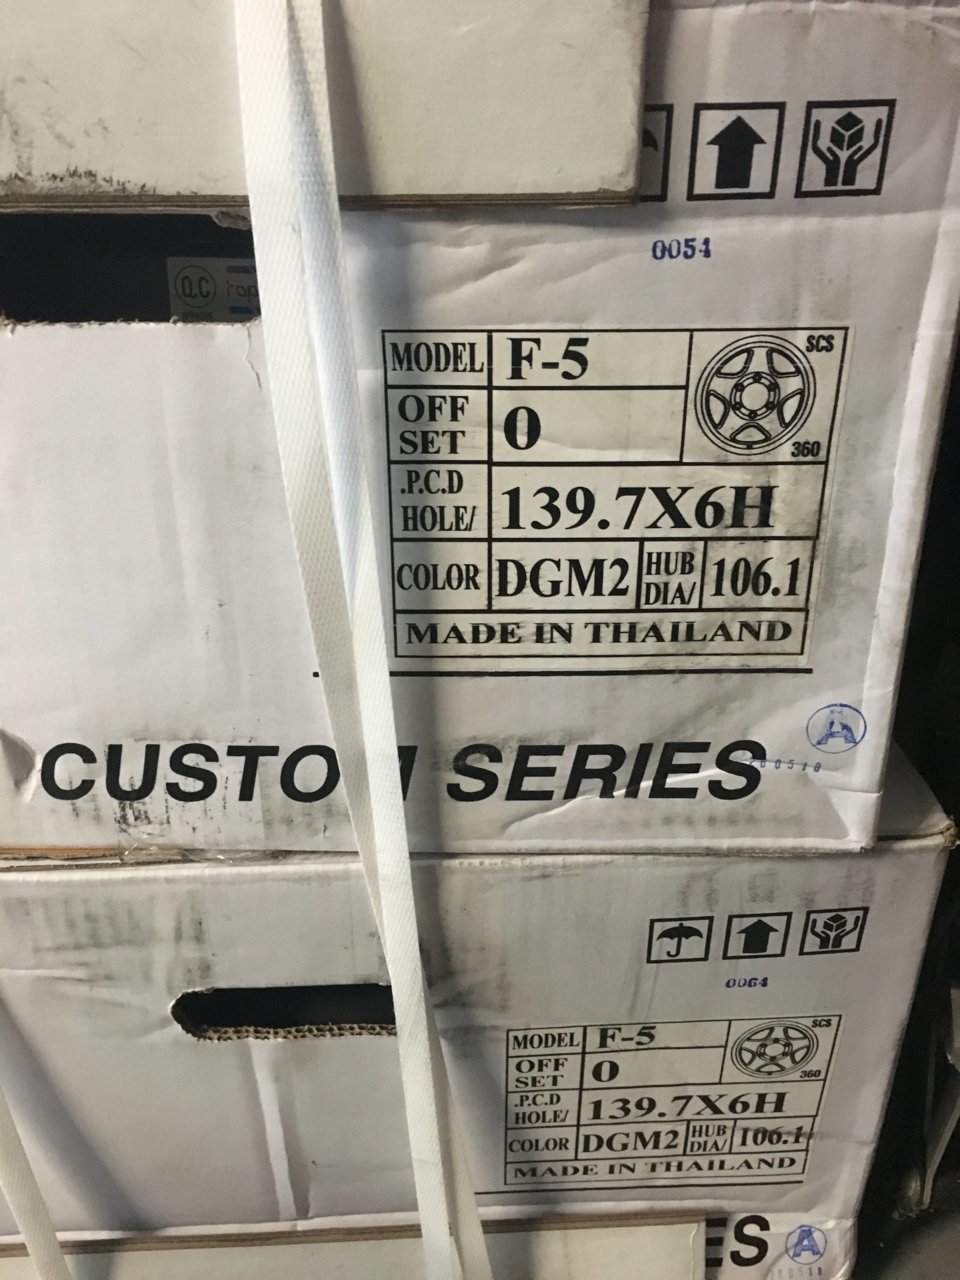 0054
Q.C
MODEL F-5 SCS
OFF SET 0 360
.P.C.D HOLE/ 139.7X6H
COLOR DGM2 HUB DIA/ 106.1
MADE IN THAILAND
A
CUSTOM SERIES
0064
MODEL F-5 SCS
OFF SET 0 360
.P.C.D HOLE/ 139.7X6H
COLOR DGM2 HUB DIA/ 106.1
MADE IN THAILAND
ES A